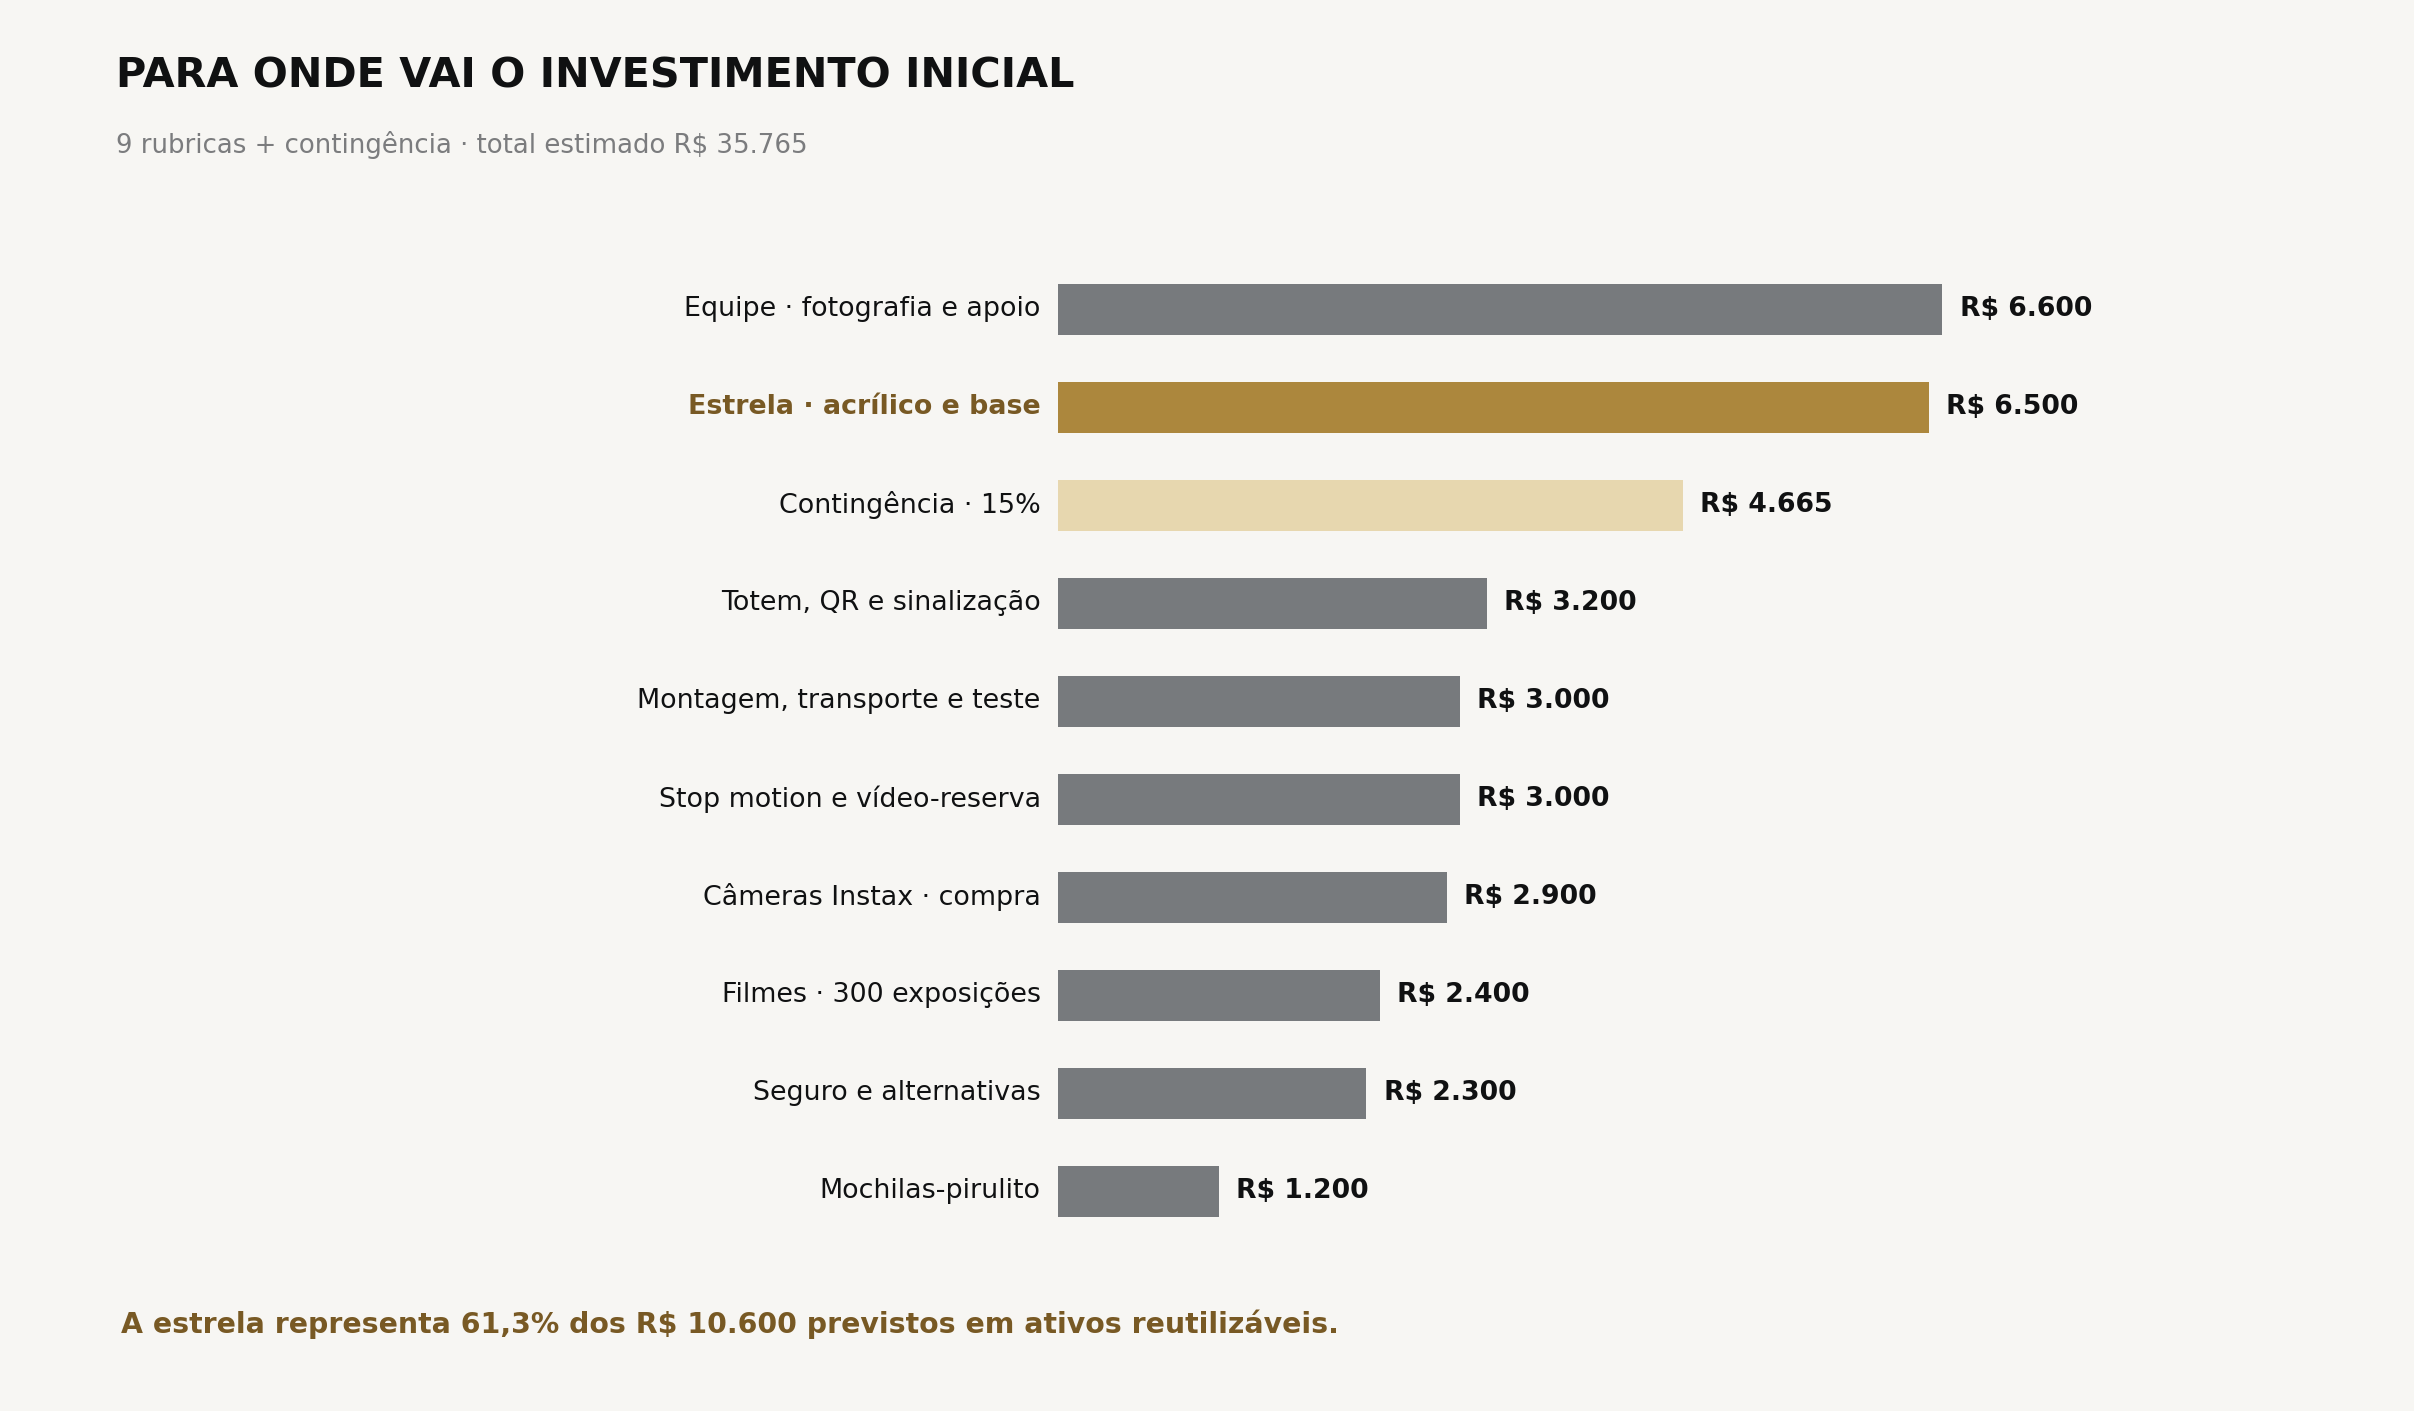 PARA ONDE VAI O INVESTIMENTO INICIAL
9 rubricas + contingência · total estimado R$ 35.765
Equipe · fotografia e apoio R$ 6.600
Estrela · acrílico e base R$ 6.500
Contingência · 15% R$ 4.665
Totem, QR e sinalização R$ 3.200
Montagem, transporte e teste R$ 3.000
Stop motion e vídeo-reserva R$ 3.000
Câmeras Instax · compra R$ 2.900
Filmes · 300 exposições R$ 2.400
Seguro e alternativas R$ 2.300
Mochilas-pirulito R$ 1.200
A estrela representa 61,3% dos R$ 10.600 previstos em ativos reutilizáveis.